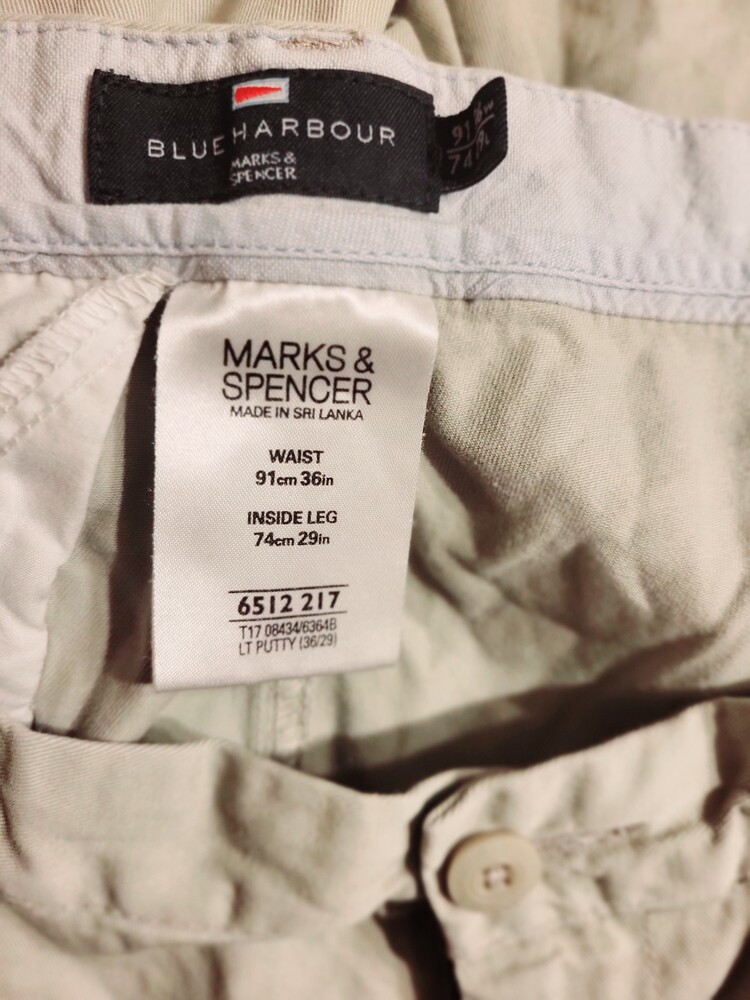 BLUE HARBOUR
MARKS &
SPENCER
91
74
MARKS &
SPENCER
MADE IN SRI LANKA
WAIST
91cm 36in
INSIDE LEG
74cm 29in
6512 217
T17 08434/6364B
LT PUTTY (36/29)